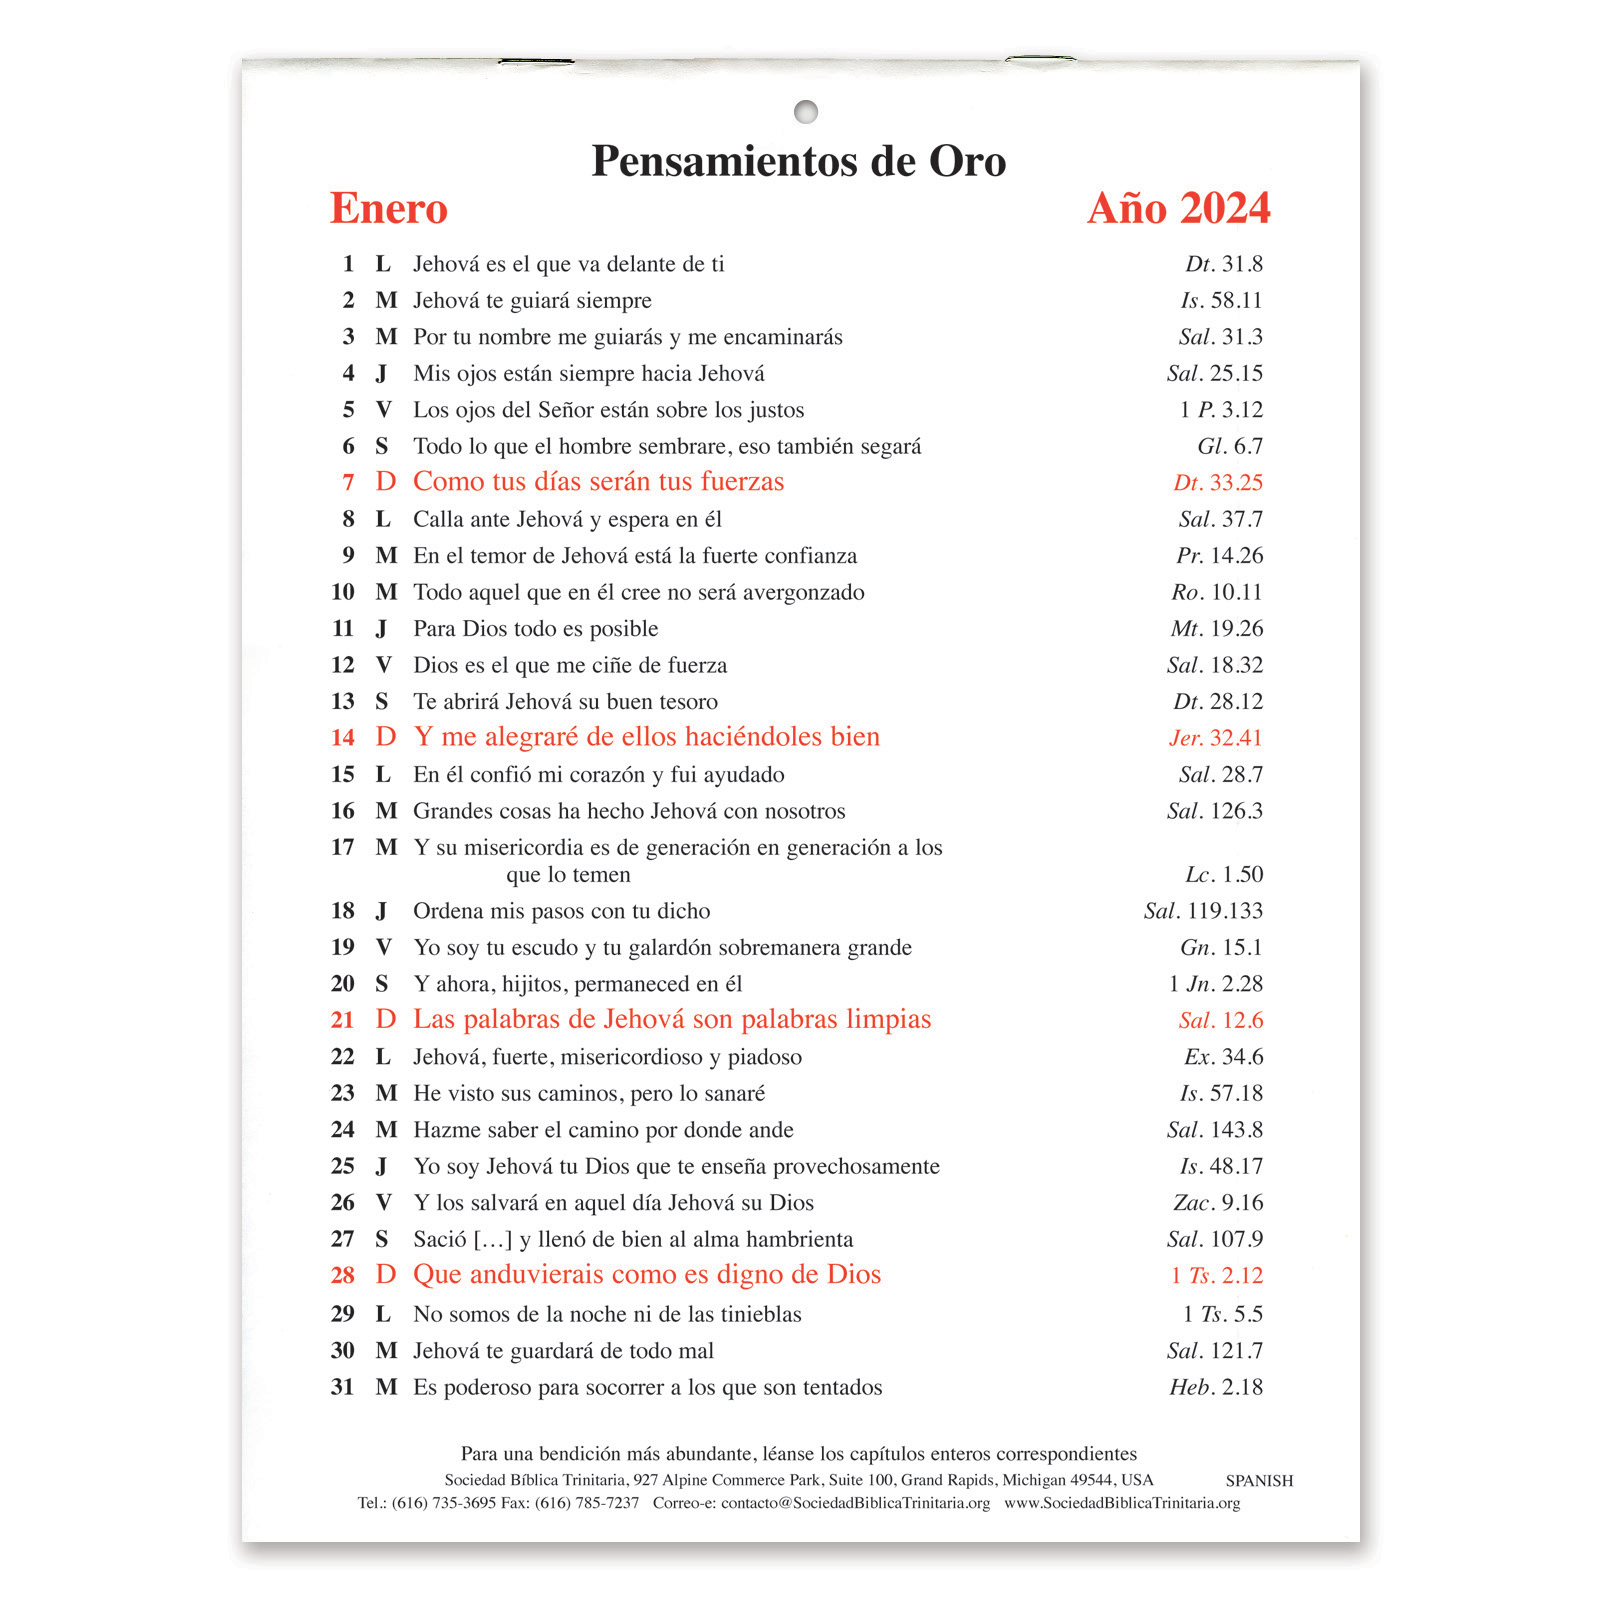 Pensamientos de Oro
Enero Año 2024
1 L Jehová es el que va delante de ti Dt. 31.8
2 M Jehová te guiará siempre Is. 58.11
3 M Por tu nombre me guiarás y me encaminarás Sal. 31.3
4 J Mis ojos están siempre hacia Jehová Sal. 25.15
5 V Los ojos del Señor están sobre los justos 1 P. 3.12
6 S Todo lo que el hombre sembrare, eso también segará Gl. 6.7
7 D Como tus días serán tus fuerzas Dt. 33.25
8 L Calla ante Jehová y espera en él Sal. 37.7
9 M En el temor de Jehová está la fuerte confianza Pr. 14.26
10 M Todo aquel que en él cree no será avergonzado Ro. 10.11
11 J Para Dios todo es posible Mt. 19.26
12 V Dios es el que me ciñe de fuerza Sal. 18.32
13 S Te abrirá Jehová su buen tesoro Dt. 28.12
14 D Y me alegraré de ellos haciéndoles bien Jer. 32.41
15 L En él confió mi corazón y fui ayudado Sal. 28.7
16 M Grandes cosas ha hecho Jehová con nosotros Sal. 126.3
17 M Y su misericordia es de generación en generación a los
que lo temen Lc. 1.50
18 J Ordena mis pasos con tu dicho Sal. 119.133
19 V Yo soy tu escudo y tu galardón sobremanera grande Gn. 15.1
20 S Y ahora, hijitos, permaneced en él 1 Jn. 2.28
21 D Las palabras de Jehová son palabras limpias Sal. 12.6
22 L Jehová, fuerte, misericordioso y piadoso Ex. 34.6
23 M He visto sus caminos, pero lo sanaré Is. 57.18
24 M Hazme saber el camino por donde ande Sal. 143.8
25 J Yo soy Jehová tu Dios que te enseña provechosamente Is. 48.17
26 V Y los salvará en aquel día Jehová su Dios Zac. 9.16
27 S Sació […] y llenó de bien al alma hambrienta Sal. 107.9
28 D Que anduvierais como es digno de Dios 1 Ts. 2.12
29 L No somos de la noche ni de las tinieblas 1 Ts. 5.5
30 M Jehová te guardará de todo mal Sal. 121.7
31 M Es poderoso para socorrer a los que son tentados Heb. 2.18
Para una bendición más abundante, léanse los capítulos enteros correspondientes
Sociedad Bíblica Trinitaria, 927 Alpine Commerce Park, Suite 100, Grand Rapids, Michigan 49544, USA SPANISH
Tel.: (616) 735-3695 Fax: (616) 785-7237 Correo-e: contacto@SociedadBiblicaTrinitaria.org www.SociedadBiblicaTrinitaria.org